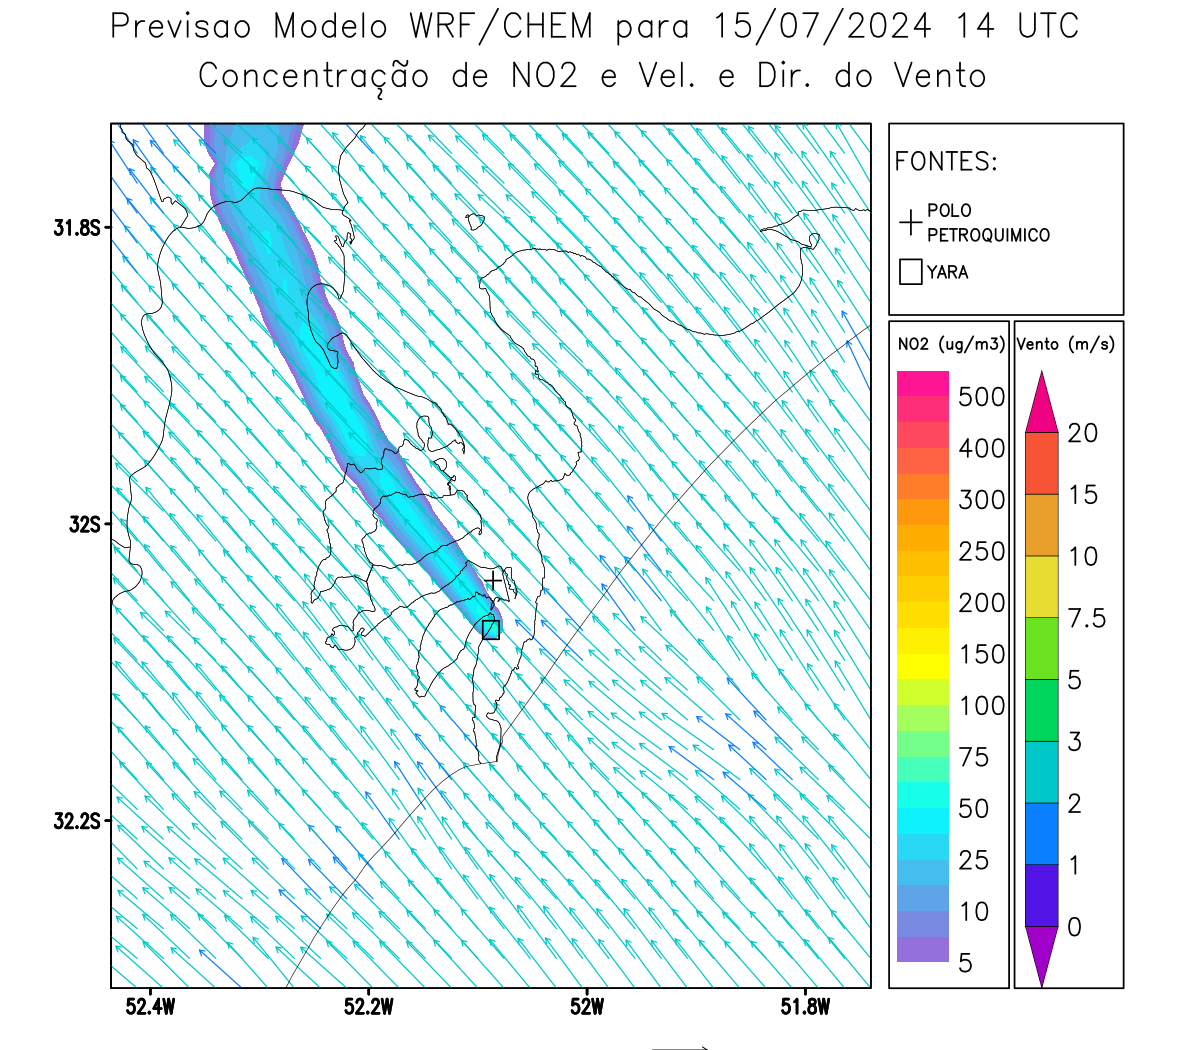 Previsao Modelo WRF/CHEM para 15/07/2024 14 UTC
Concentração de NO2 e Vel. e Dir. do Vento
FONTES:
POLO
PETROQUIMICO
YARA
NO2 (ug/m3)
500
400
300
250
200
150
100
75
50
25
10
5
Vento (m/s)
20
15
10
7.5
5
3
2
1
0
31.8S
32S
32.2S
52.4W
52.2W
52W
51.8W